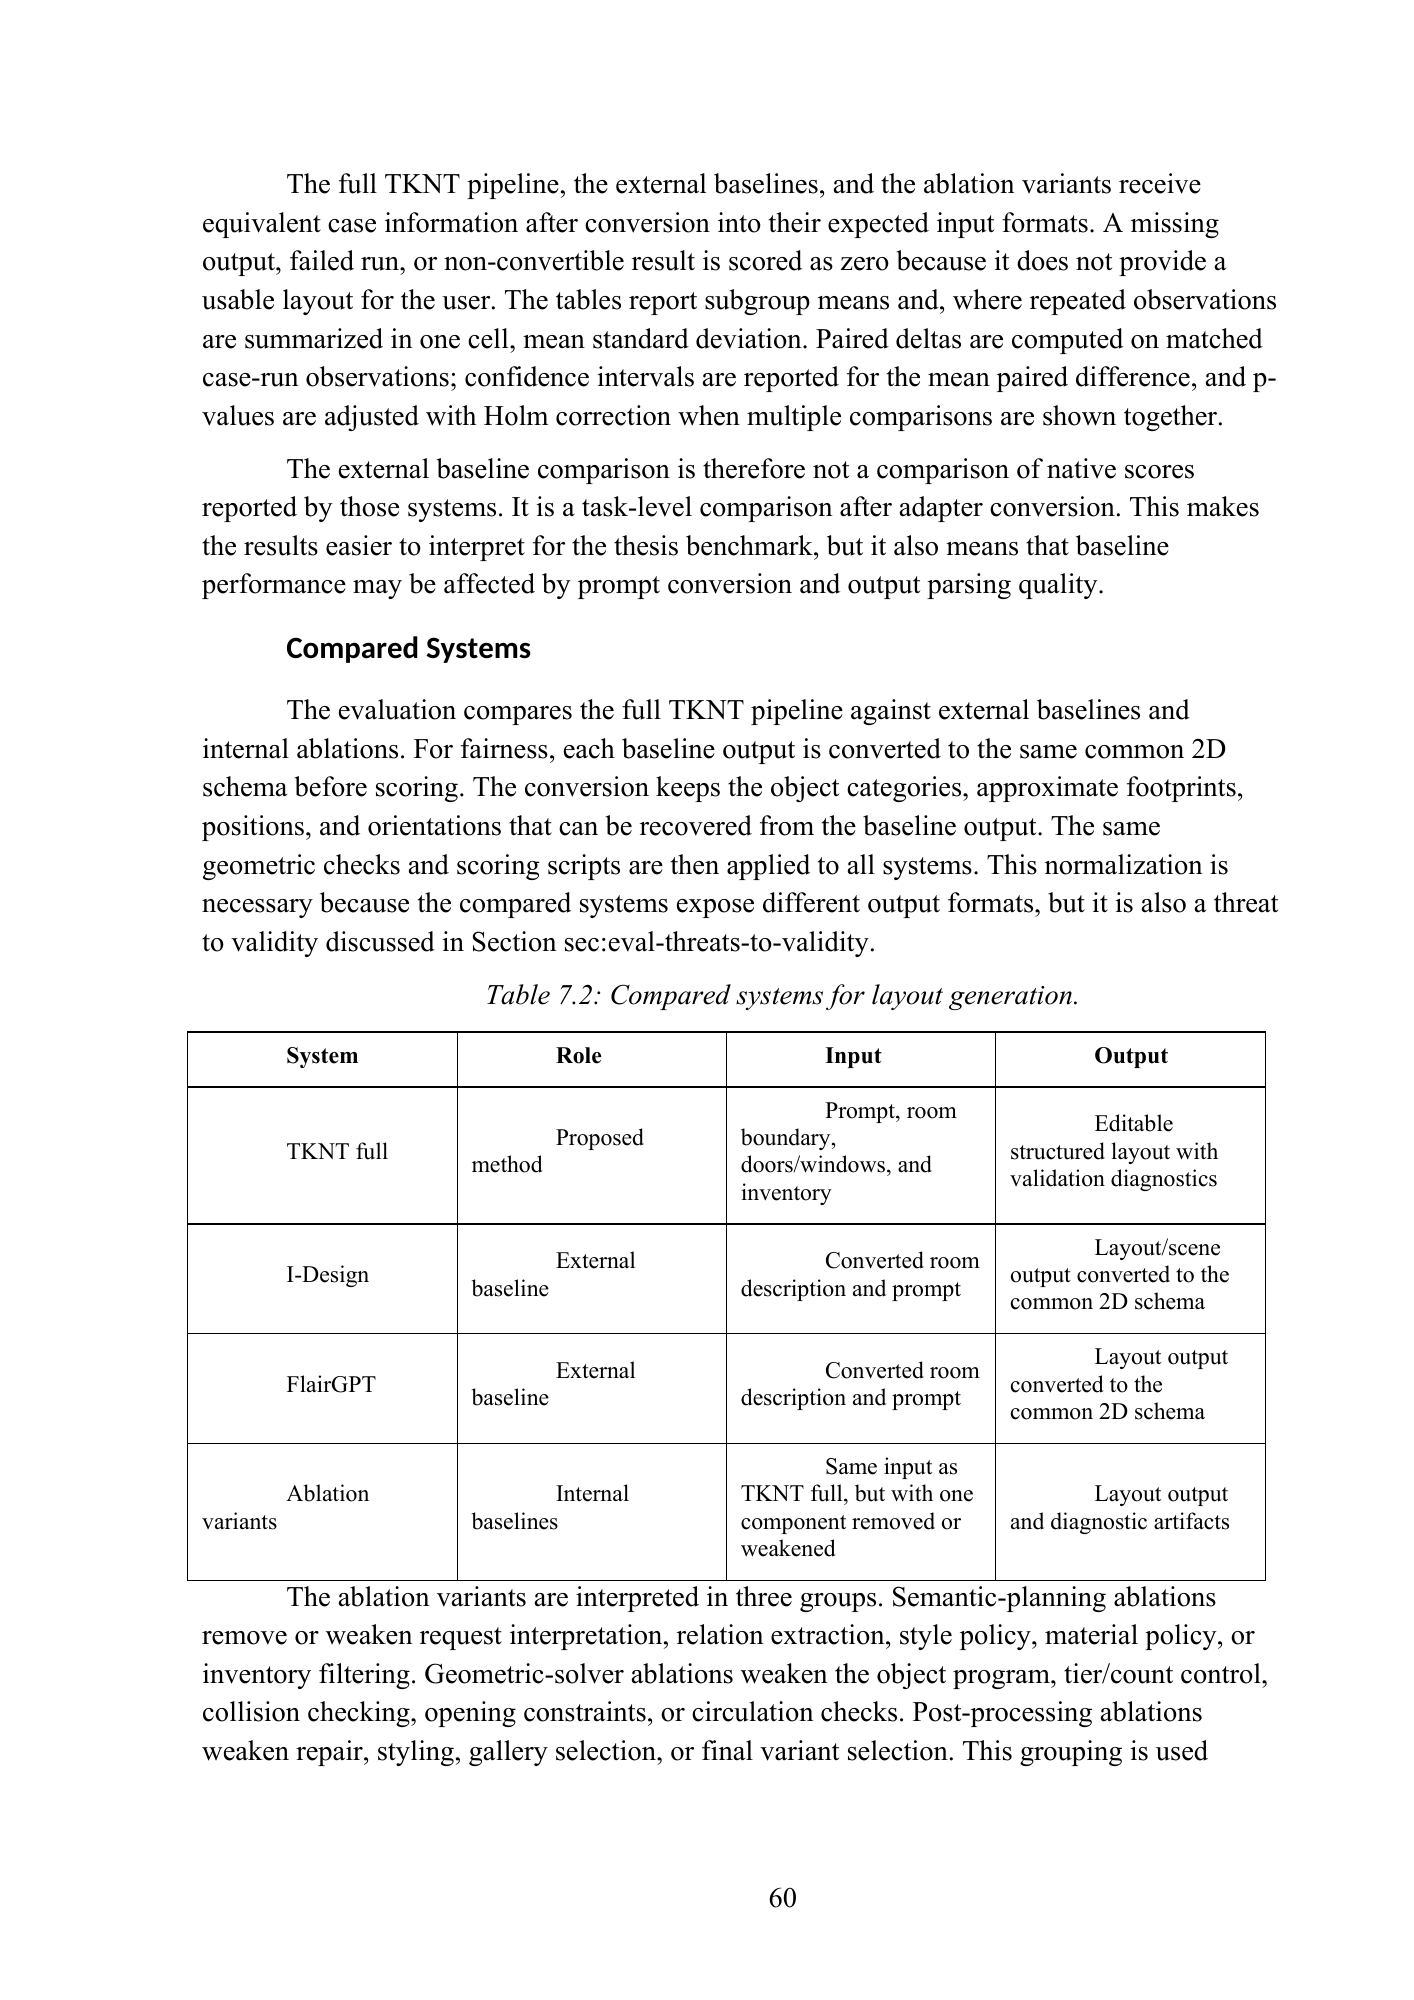 The full TKNT pipeline, the external baselines, and the ablation variants receive
equivalent case information after conversion into their expected input formats. A missing
output, failed run, or non-convertible result is scored as zero because it does not provide a
usable layout for the user. The tables report subgroup means and, where repeated observations
are summarized in one cell, mean standard deviation. Paired deltas are computed on matched
case-run observations; confidence intervals are reported for the mean paired difference, and p-
values are adjusted with Holm correction when multiple comparisons are shown together.
The external baseline comparison is therefore not a comparison of native scores
reported by those systems. It is a task-level comparison after adapter conversion. This makes
the results easier to interpret for the thesis benchmark, but it also means that baseline
performance may be affected by prompt conversion and output parsing quality.
Compared Systems
The evaluation compares the full TKNT pipeline against external baselines and
internal ablations. For fairness, each baseline output is converted to the same common 2D
schema before scoring. The conversion keeps the object categories, approximate footprints,
positions, and orientations that can be recovered from the baseline output. The same
geometric checks and scoring scripts are then applied to all systems. This normalization is
necessary because the compared systems expose different output formats, but it is also a threat
to validity discussed in Section sec:eval-threats-to-validity.
Table 7.2: Compared systems for layout generation.
System
Role
Input
Output
TKNT full
Proposed
method
Prompt, room
boundary,
doors/windows, and
inventory
Editable
structured layout with
validation diagnostics
I-Design
External
baseline
Converted room
description and prompt
Layout/scene
output converted to the
common 2D schema
FlairGPT
External
baseline
Converted room
description and prompt
Layout output
converted to the
common 2D schema
Ablation
variants
Internal
baselines
Same input as
TKNT full, but with one
component removed or
weakened
Layout output
and diagnostic artifacts
The ablation variants are interpreted in three groups. Semantic-planning ablations
remove or weaken request interpretation, relation extraction, style policy, material policy, or
inventory filtering. Geometric-solver ablations weaken the object program, tier/count control,
collision checking, opening constraints, or circulation checks. Post-processing ablations
weaken repair, styling, gallery selection, or final variant selection. This grouping is used
60